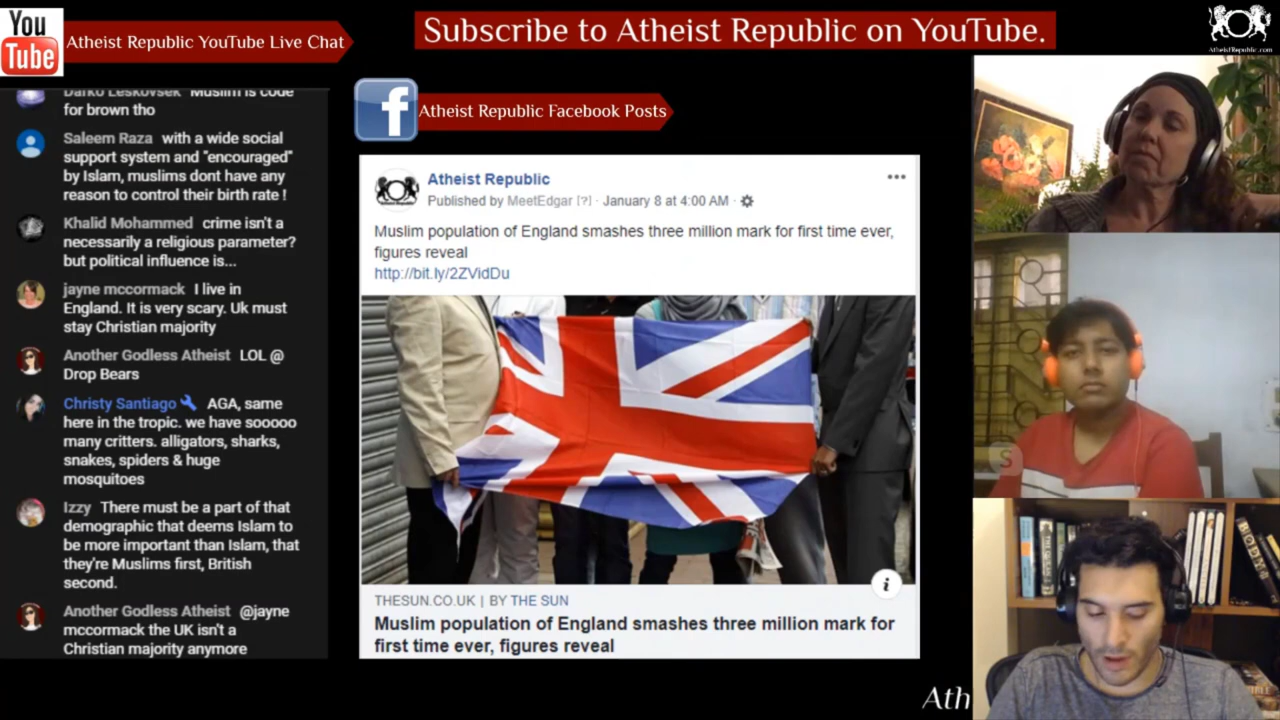 You
Tube
Atheist Republic YouTube Live Chat
Subscribe to Atheist Republic on YouTube.
AtheistRepublic.com
Darko Leskovsek Muslim is code
for brown tho
Saleem Raza with a wide social
support system and "encouraged"
by Islam, muslims dont have any
reason to control their birth rate !
Khalid Mohammed crime isn't a
necessarily a religious parameter?
but political influence is...
jayne mccormack I live in
England. It is very scary. Uk must
stay Christian majority
Another Godless Atheist LOL @
Drop Bears
Christy Santiago AGA, same
here in the tropic. we have sooooo
many critters. alligators, sharks,
snakes, spiders & huge
mosquitoes
Izzy There must be a part of that
demographic that deems Islam to
be more important than Islam, that
they're Muslims first, British
second.
Another Godless Atheist @jayne
mccormack the UK isn't a
Christian majority anymore
f
Atheist Republic Facebook Posts
Atheist Republic
Published by MeetEdgar [?] · January 8 at 4:00 AM ·
Muslim population of England smashes three million mark for first time ever,
figures reveal
http://bit.ly/2ZVidDu
i
THESUN.CO.UK | BY THE SUN
Muslim population of England smashes three million mark for
first time ever, figures reveal
S
Ath